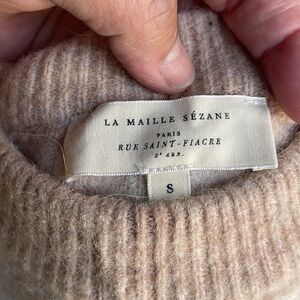 LA MAILLE SÉZANE
PARIS
RUE SAINT-FIACRE
2e ARR.
S